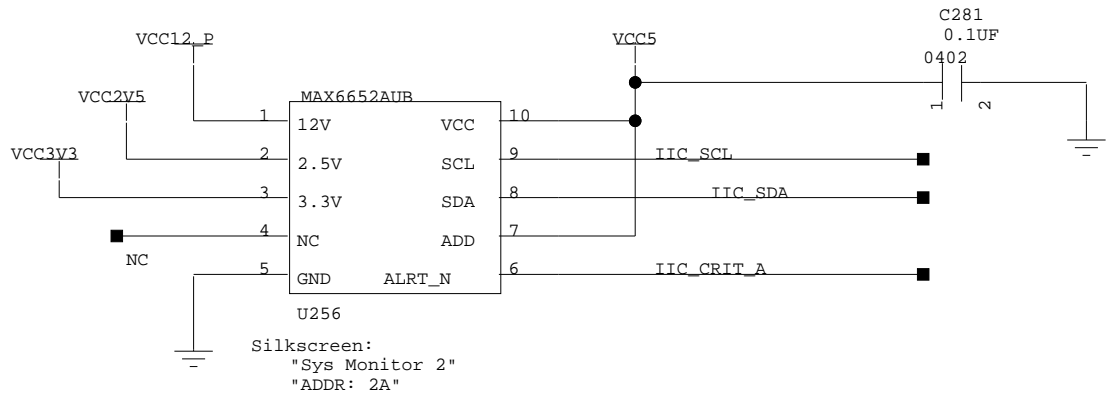 C281
0.1UF
0402
1
2
VCC12_P
VCC5
VCC2V5
MAX6652AUB
VCC3V3
1 12V VCC 10
2 2.5V SCL 9 IIC_SCL
3 3.3V SDA 8 IIC_SDA
4 NC ADD 7
NC
5 GND ALRT_N 6 IIC_CRIT_A
U256
Silkscreen:
"Sys Monitor 2"
"ADDR: 2A"